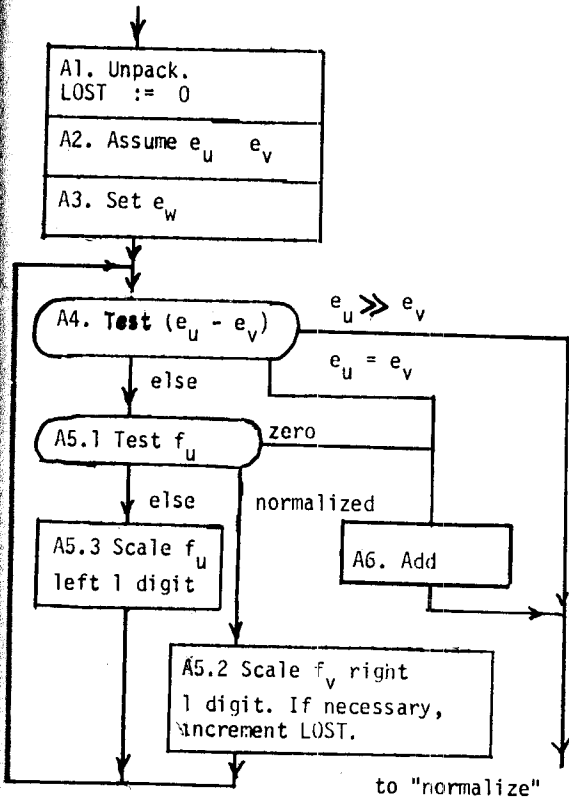 A1. Unpack.
LOST := 0
A2. Assume e_u e_v
A3. Set e_w
A4. Test (e_u - e_v)
e_u ≫ e_v
e_u = e_v
else
A5.1 Test f_u
zero
else
normalized
A5.3 Scale f_u
left 1 digit
A6. Add
A5.2 Scale f_v right
1 digit. If necessary,
increment LOST.
to "normalize"